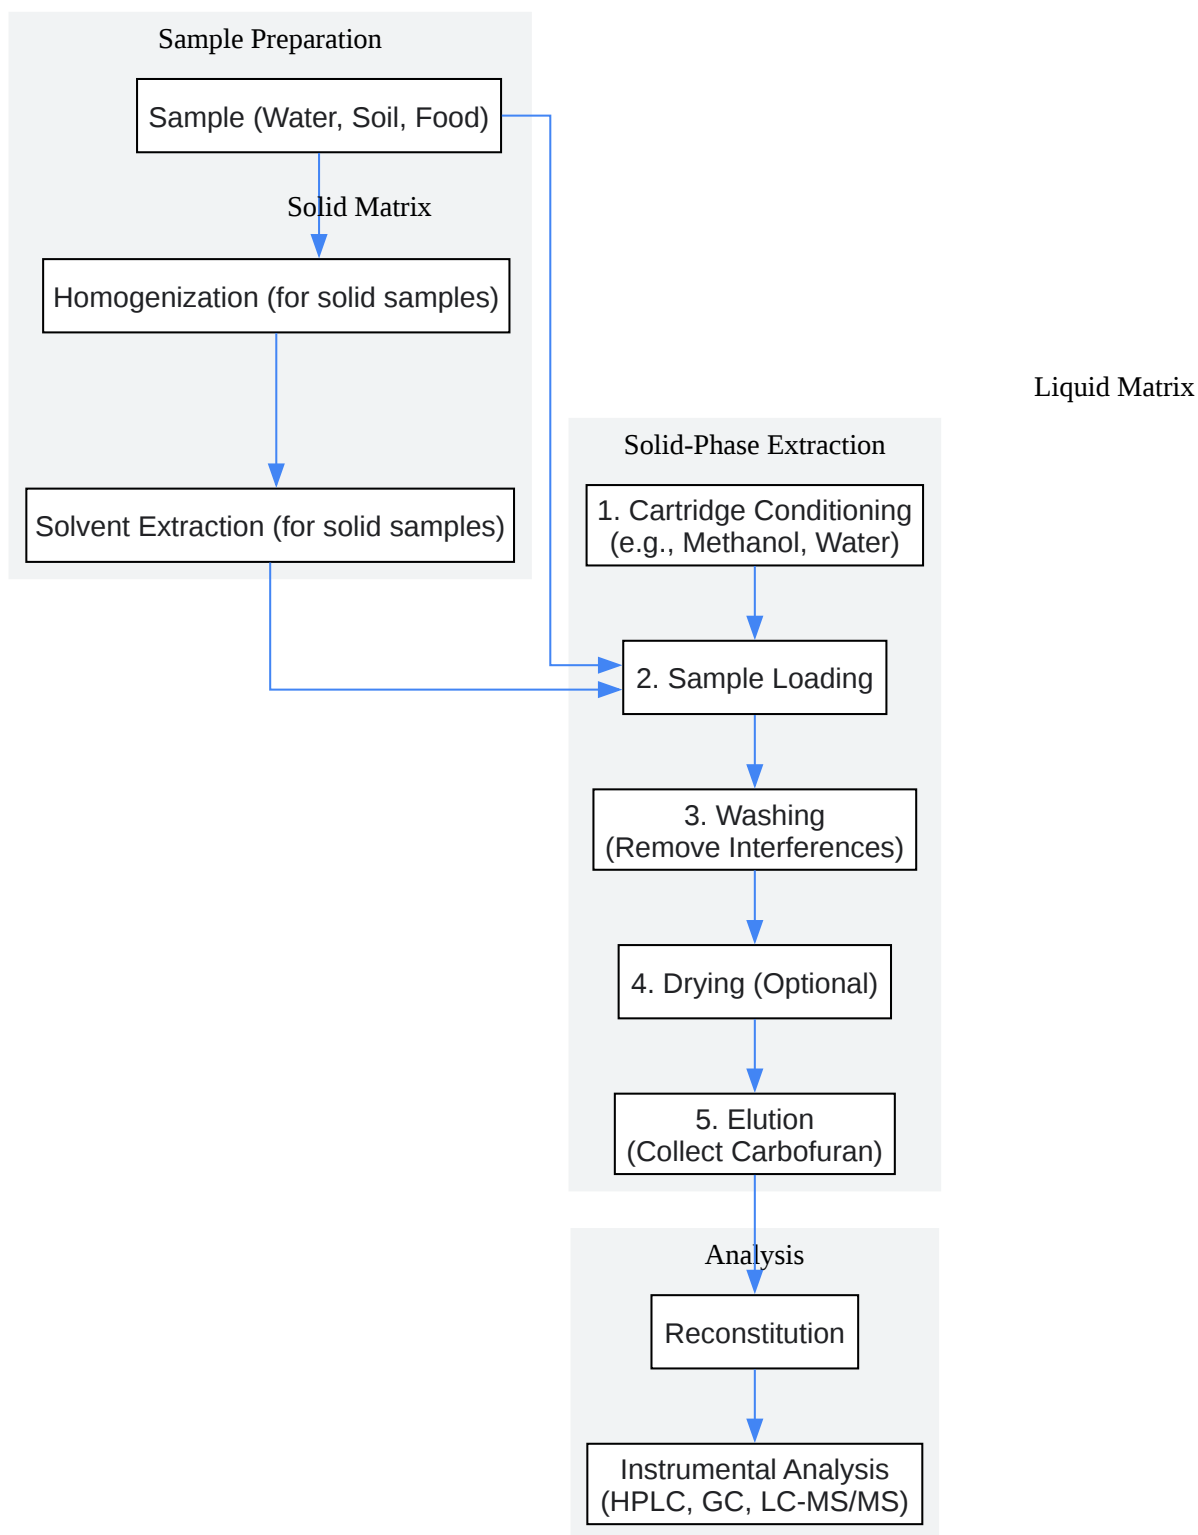 Sample Preparation
Sample (Water, Soil, Food)
Solid Matrix
Homogenization (for solid samples)
Solvent Extraction (for solid samples)
Liquid Matrix
Solid-Phase Extraction
1. Cartridge Conditioning
(e.g., Methanol, Water)
2. Sample Loading
3. Washing
(Remove Interferences)
4. Drying (Optional)
5. Elution
(Collect Carbofuran)
Analysis
Reconstitution
Instrumental Analysis
(HPLC, GC, LC-MS/MS)